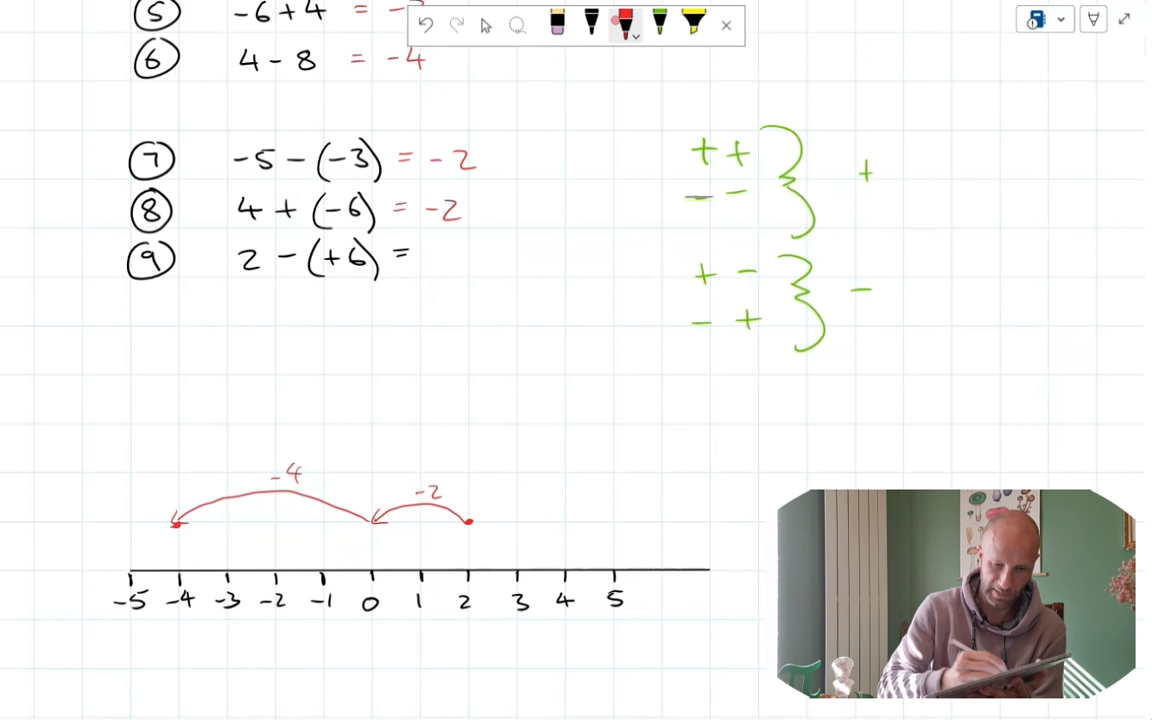 ⑤ -6+4 = -
⑥ 4-8 = -4
⑦ -5-(-3) = -2
⑧ 4+(-6) = -2
⑨ 2-(+6) =
+ + } +
- -
+ - } -
- +
-4 -2
-5 -4 -3 -2 -1 0 1 2 3 4 5